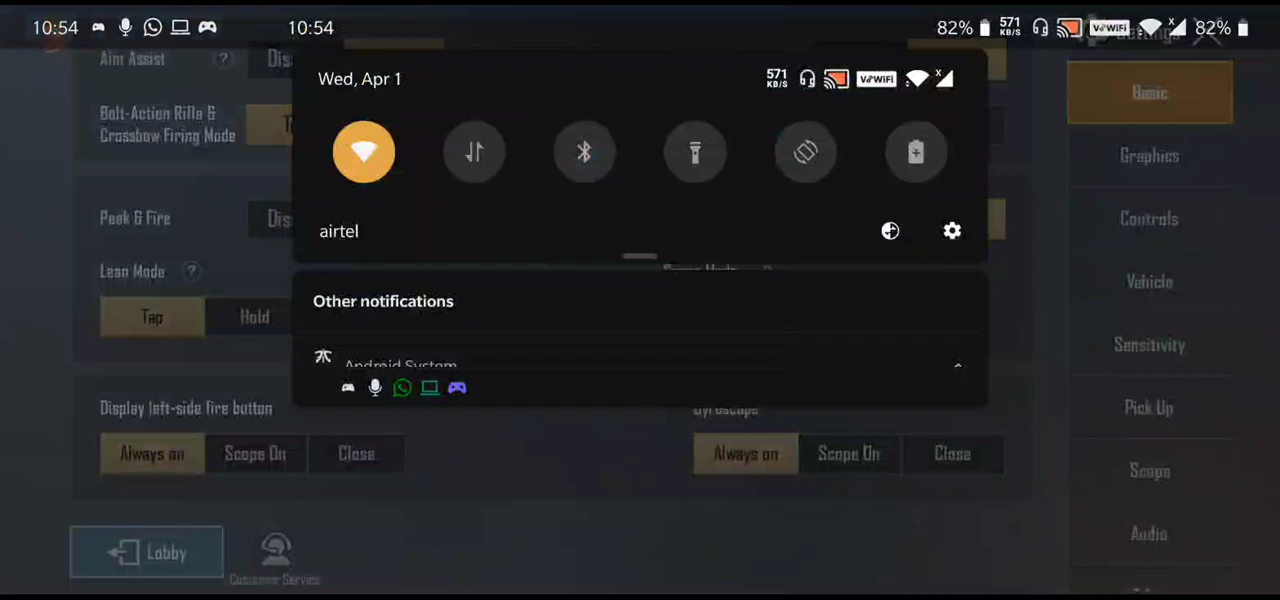 10:54 10:54 82% 571 KB/S VoWiFi 82%
Aim Assist ? Dis
Settings
Wed, Apr 1 571 KB/S VoWiFi
Basic
Bolt-Action Rifle &
Crossbow Firing Mode
Graphics
Peek & Fire Dis
Controls
airtel
Lean Mode ?
Vehicle
Other notifications
Tap Hold
Sensitivity
Android System
Display left-side fire button
Gyroscope
Pick Up
Always on Scope On Close
Always on Scope On Close
Scope
Audio
Lobby
Customer Service